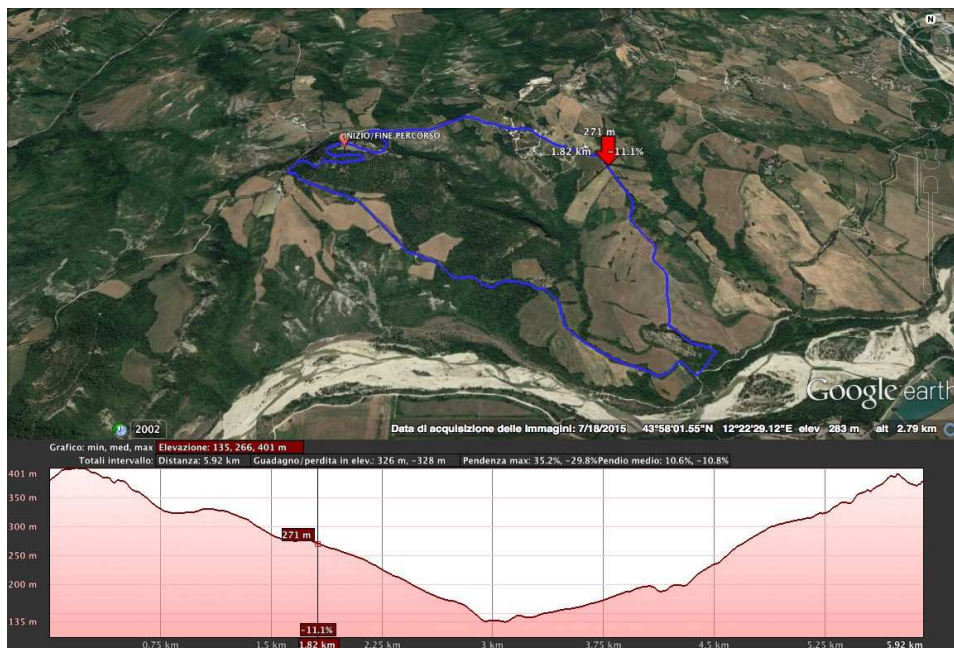 N
INIZIO/FINE PERCORSO
271 m
1.82 km -11.1%
Google earth
2002
Data di acquisizione delle immagini: 7/18/2015 43°58'01.55"N 12°22'29.12"E elev 283 m alt 2.79 km
Grafico: min, med, max Elevazione: 135, 266, 401 m
Totali intervallo: Distanza: 5.92 km Guadagno/perdita in elev.: 326 m, -328 m Pendenza max: 35.2%, -29.8% Pendio medio: 10.6%, -10.8%
401 m
350 m
300 m
271 m
250 m
200 m
135 m
-11.1%
0.75 km 1.5 km 1.82 km 2.25 km 3 km 3.75 km 4.5 km 5.25 km 5.92 km